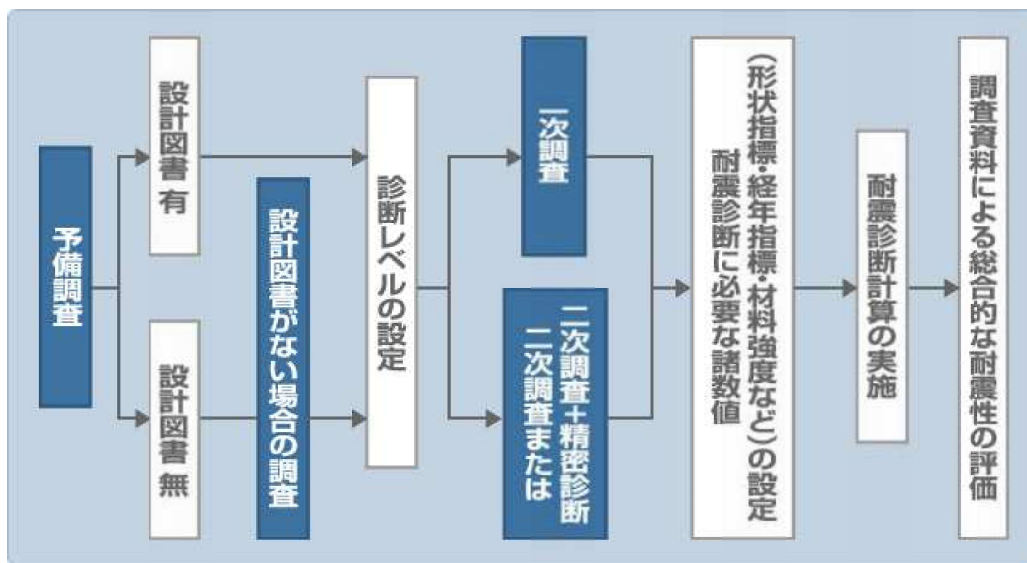 予備調査
設計図書 有
設計図書 無
設計図書がない場合の調査
診断レベルの設定
一次調査
二次調査または
二次調査＋精密診断
耐震診断に必要な諸数値
（形状指標・経年指標・材料強度など）の設定
耐震診断計算の実施
調査資料による総合的な耐震性の評価